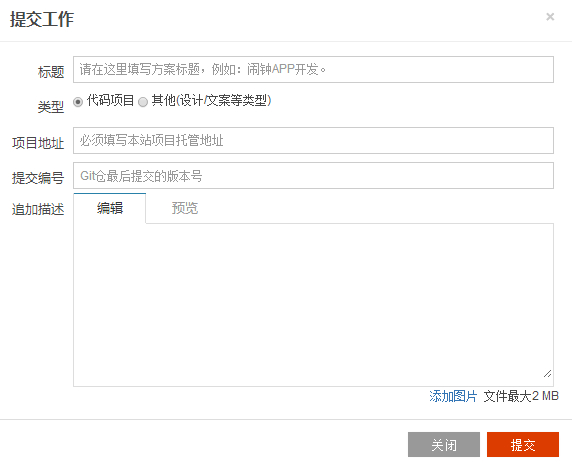 提交工作 ×
标题 请在这里填写方案标题，例如：闹钟APP开发。
类型 代码项目 其他(设计/文案等类型)
项目地址 必须填写本站项目托管地址
提交编号 Git仓最后提交的版本号
追加描述 编辑 预览
添加图片 文件最大2 MB
关闭 提交